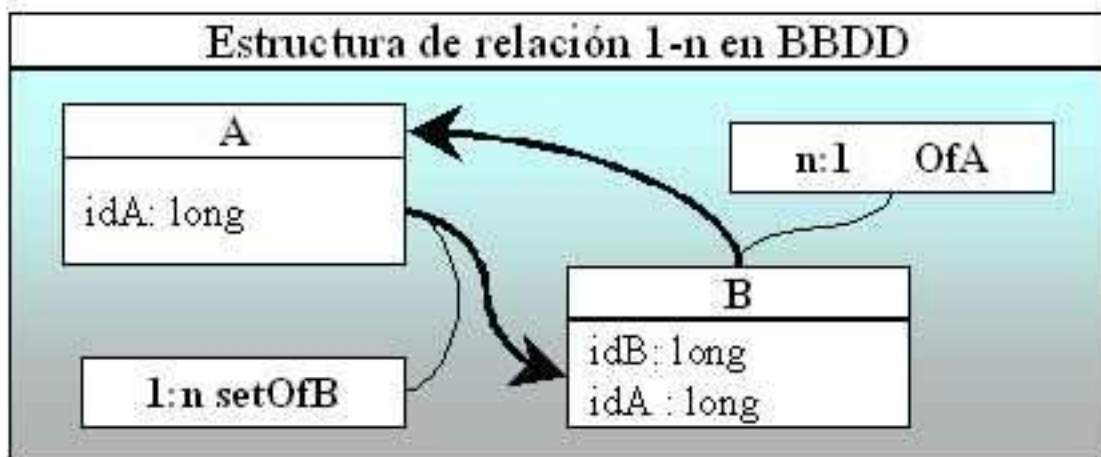 Estructura de relación 1-n en BBDD
A
idA: long
n:1 OfA
B
idB: long
idA : long
1:n setOfB